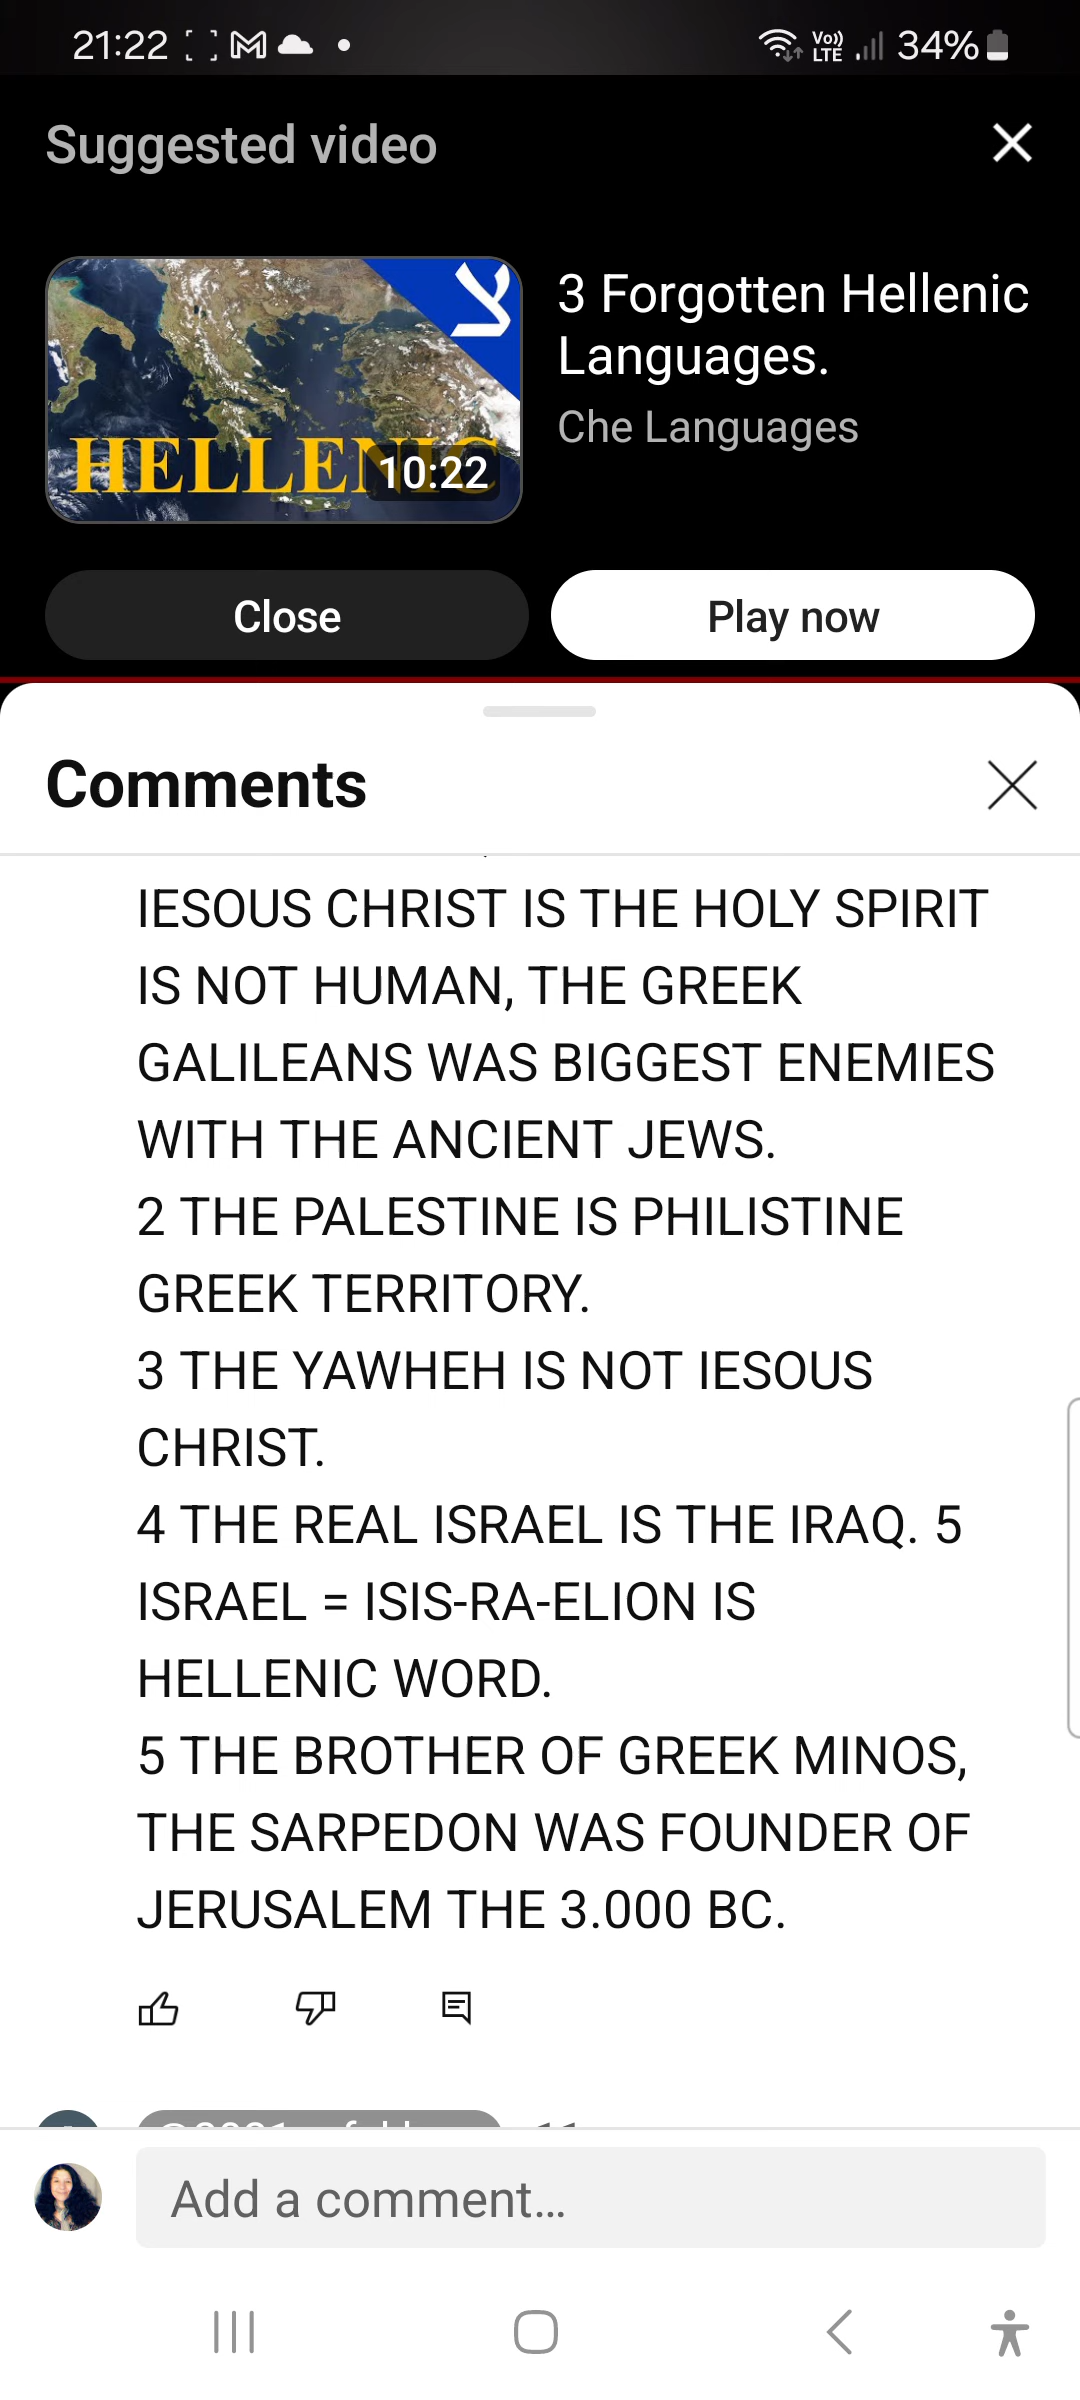 21:22
Vo))
LTE
34%
Suggested video
צ
HELLENIC
10:22
3 Forgotten Hellenic
Languages.
Che Languages
Close
Play now
Comments
IESOUS CHRIST IS THE HOLY SPIRIT
IS NOT HUMAN, THE GREEK
GALILEANS WAS BIGGEST ENEMIES
WITH THE ANCIENT JEWS.
2 THE PALESTINE IS PHILISTINE
GREEK TERRITORY.
3 THE YAWHEH IS NOT IESOUS
CHRIST.
4 THE REAL ISRAEL IS THE IRAQ. 5
ISRAEL = ISIS-RA-ELION IS
HELLENIC WORD.
5 THE BROTHER OF GREEK MINOS,
THE SARPEDON WAS FOUNDER OF
JERUSALEM THE 3.000 BC.
Add a comment...